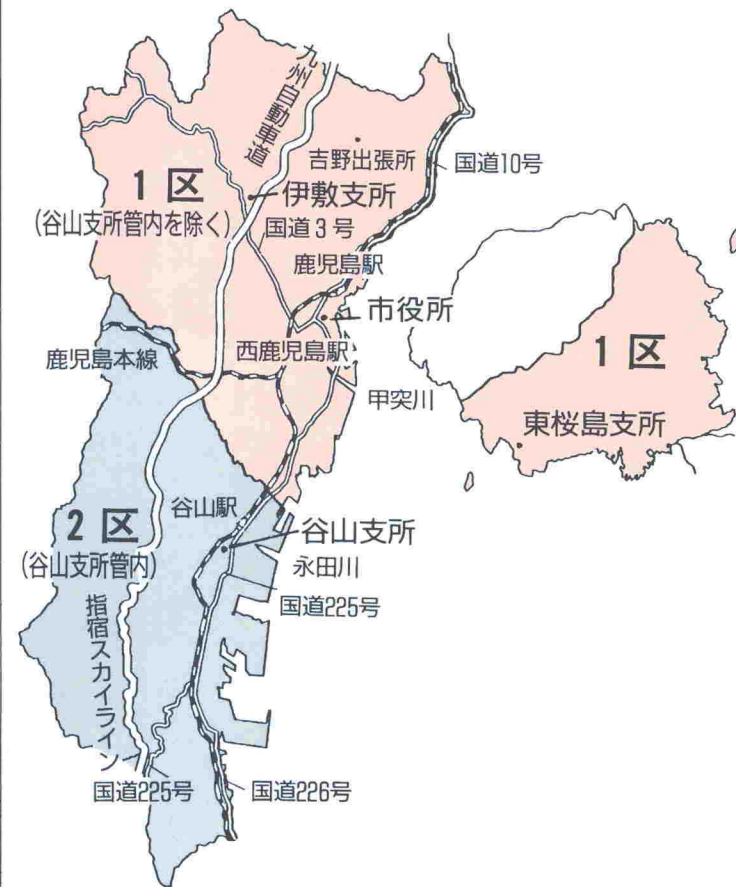 九州自動車道
吉野出張所
国道10号
1区
(谷山支所管内を除く)
伊敷支所
国道3号
鹿児島駅
市役所
鹿児島本線
西鹿児島駅
甲突川
1区
東桜島支所
2区
(谷山支所管内)
谷山駅
谷山支所
永田川
国道225号
指宿スカイライン
国道225号
国道226号